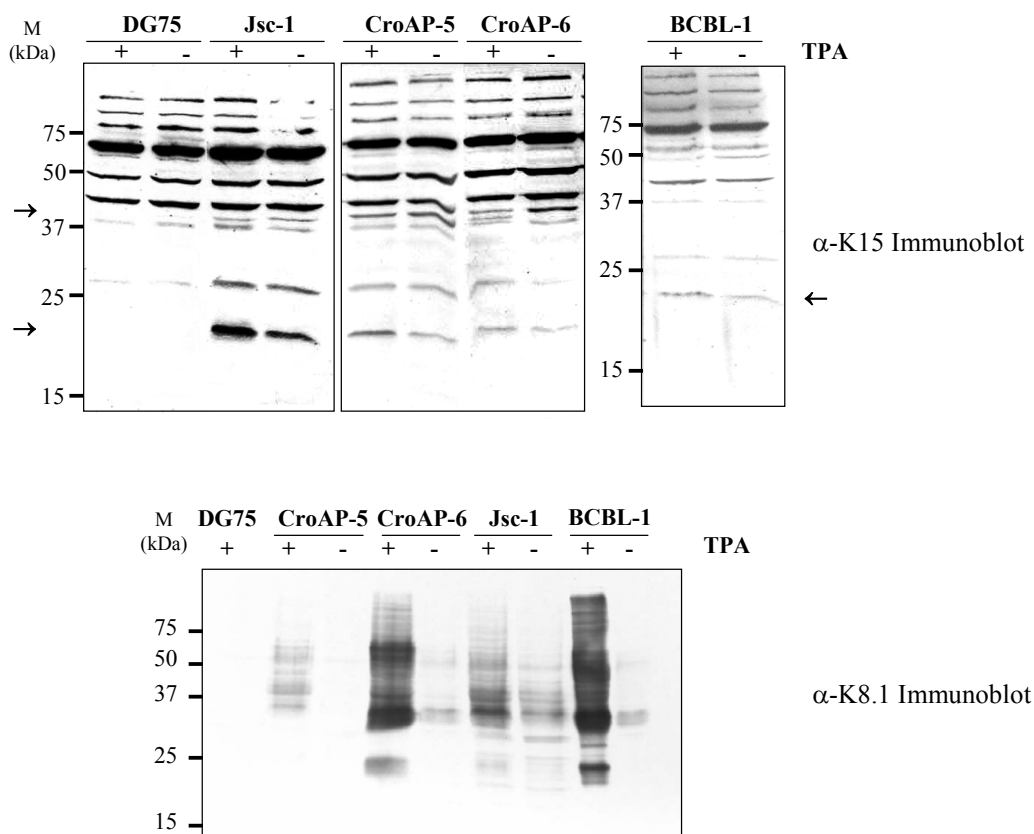 M
(kDa)
DG75 Jsc-1 CroAP-5 CroAP-6 BCBL-1
+ - + - + - + - + - TPA
75
50
→
37
25
→
15
75
50
37
25
←
15
α-K15 Immunoblot
M
(kDa)
DG75 CroAP-5 CroAP-6 Jsc-1 BCBL-1
+ + - + - + - + - TPA
75
50
37
25
15
α-K8.1 Immunoblot